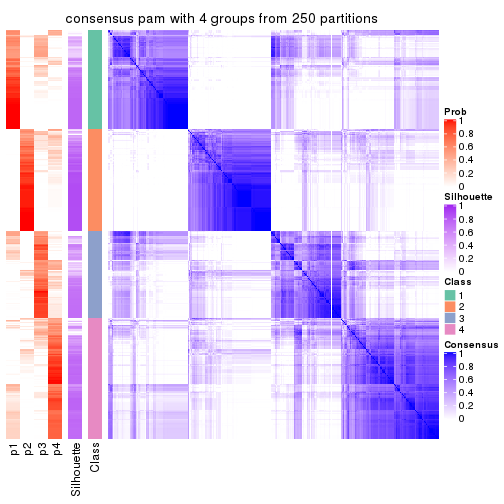 consensus pam with 4 groups from 250 partitions
Prob
1
0.8
0.6
0.4
0.2
0
Silhouette
1
0.8
0.6
0.4
0.2
0
Class
1
2
3
4
Consensus
1
0.8
0.6
0.4
0.2
0
p1
p2
p3
p4
Silhouette
Class